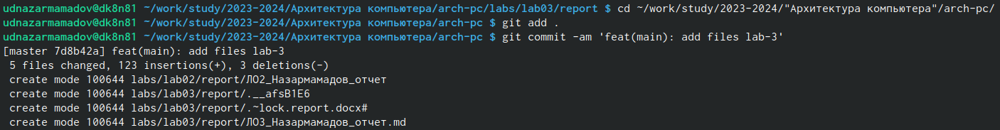 udnazarmamadov@dk8n81 ~/work/study/2023-2024/Архитектура компьютера/arch-pc/labs/lab03/report $ cd ~/work/study/2023-2024/"Архитектура компьютера"/arch-pc/
udnazarmamadov@dk8n81 ~/work/study/2023-2024/Архитектура компьютера/arch-pc $ git add .
udnazarmamadov@dk8n81 ~/work/study/2023-2024/Архитектура компьютера/arch-pc $ git commit -am 'feat(main): add files lab-3'
[master 7d8b42a] feat(main): add files lab-3
 5 files changed, 123 insertions(+), 3 deletions(-)
 create mode 100644 labs/lab02/report/ЛО2_Назармамадов_отчет
 create mode 100644 labs/lab03/report/.__afsB1E6
 create mode 100644 labs/lab03/report/.~lock.report.docx#
 create mode 100644 labs/lab03/report/ЛО3_Назармамадов_отчет.md